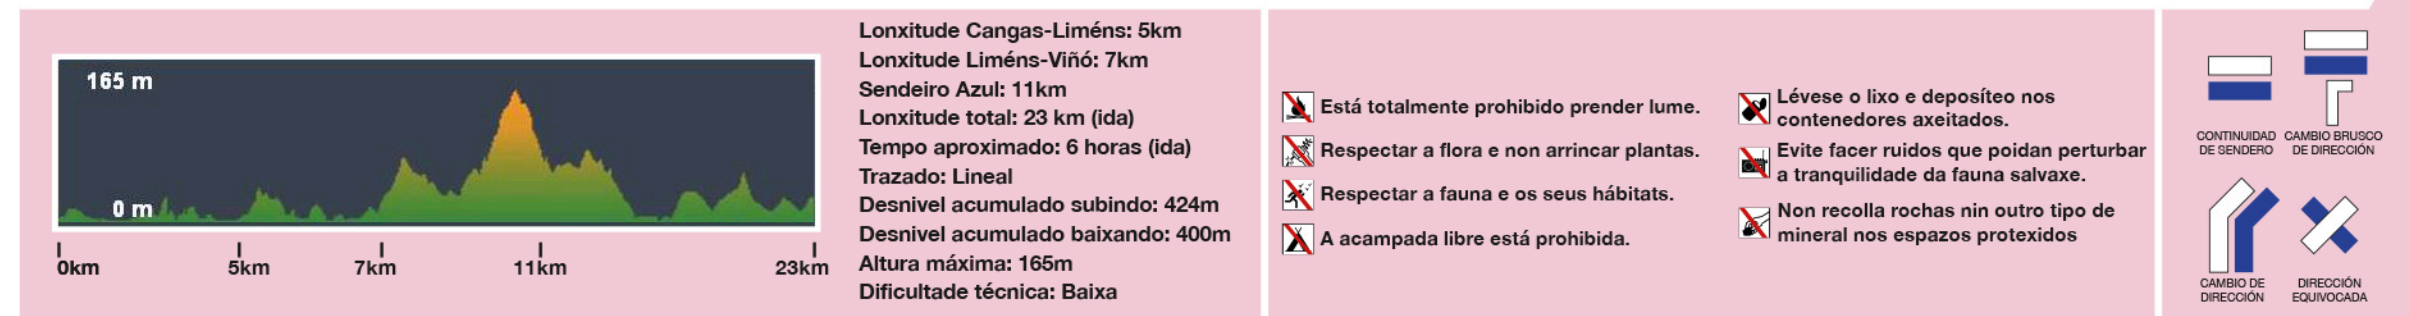 165 m
0 m
0km
5km
7km
11km
23km
Lonxitude Cangas-Liméns: 5km
Lonxitude Liméns-Viñó: 7km
Sendeiro Azul: 11km
Lonxitude total: 23 km (ida)
Tempo aproximado: 6 horas (ida)
Trazado: Lineal
Desnivel acumulado subindo: 424m
Desnivel acumulado baixando: 400m
Altura máxima: 165m
Dificultade técnica: Baixa
Está totalmente prohibido prender lume.
Respectar a flora e non arrincar plantas.
Respectar a fauna e os seus hábitats.
A acampada libre está prohibida.
Lévese o lixo e deposíteo nos
contenedores axeitados.
Evite facer ruidos que poidan perturbar
a tranquilidade da fauna salvaxe.
Non recolla rochas nin outro tipo de
mineral nos espazos protexidos
CONTINUIDAD
DE SENDERO
CAMBIO BRUSCO
DE DIRECCIÓN
CAMBIO DE
DIRECCIÓN
DIRECCIÓN
EQUIVOCADA